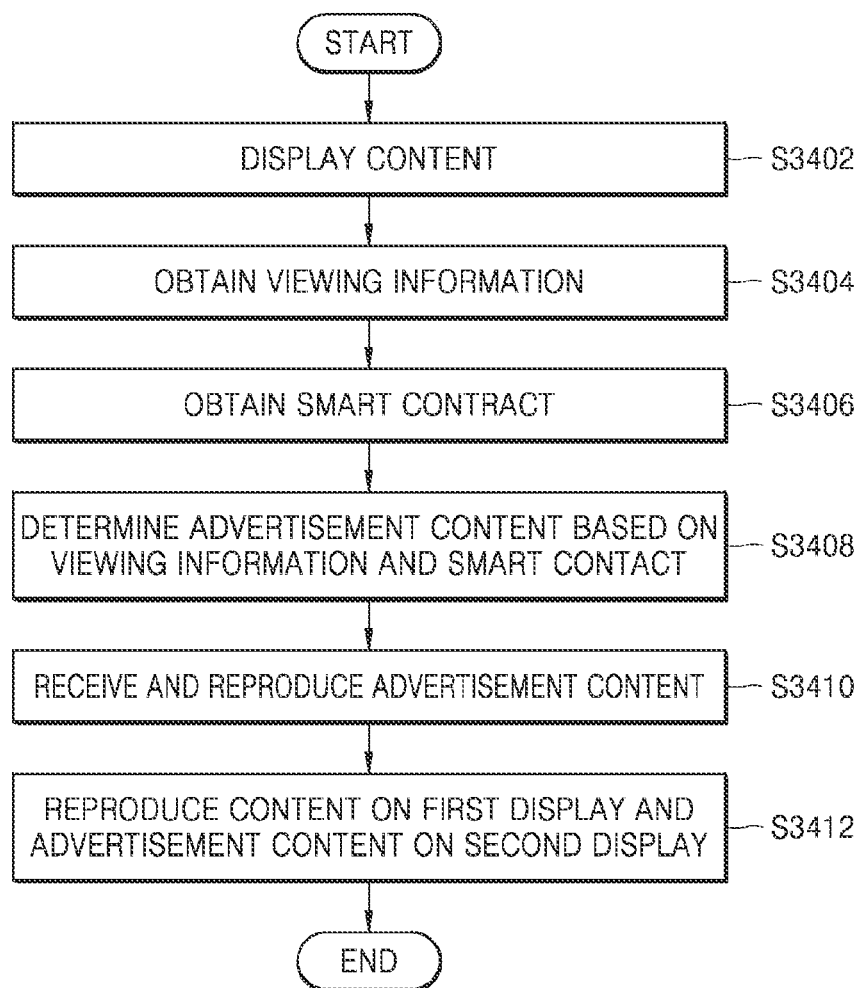 START
DISPLAY CONTENT
S3402
OBTAIN VIEWING INFORMATION
S3404
OBTAIN SMART CONTRACT
S3406
DETERMINE ADVERTISEMENT CONTENT BASED ON
VIEWING INFORMATION AND SMART CONTACT
S3408
RECEIVE AND REPRODUCE ADVERTISEMENT CONTENT
S3410
REPRODUCE CONTENT ON FIRST DISPLAY AND
ADVERTISEMENT CONTENT ON SECOND DISPLAY
S3412
END